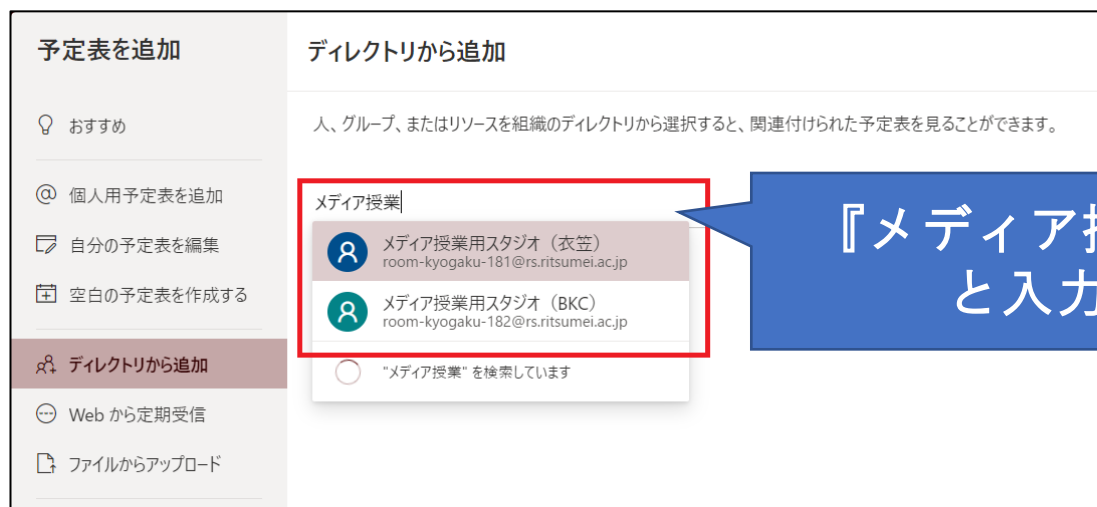 予定表を追加
おすすめ
個人用予定表を追加
自分の予定表を編集
空白の予定表を作成する
ディレクトリから追加
Web から定期受信
ファイルからアップロード
ディレクトリから追加
人、グループ、またはリソースを組織のディレクトリから選択すると、関連付けられた予定表を見ることができます。
メディア授業
メディア授業用スタジオ（衣笠）
room-kyogaku-181@rs.ritsumei.ac.jp
メディア授業用スタジオ（BKC）
room-kyogaku-182@rs.ritsumei.ac.jp
"メディア授業" を検索しています
『メディア
と入力